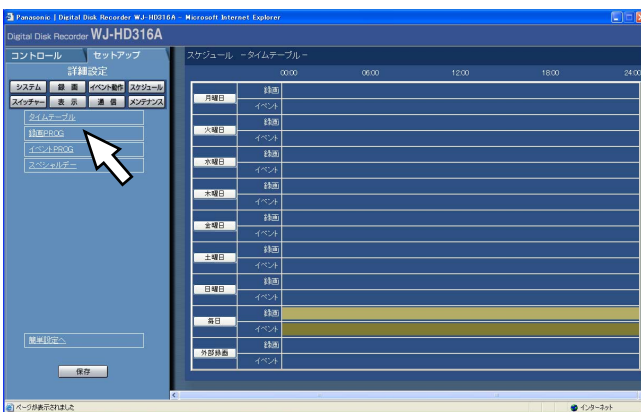 Panasonic | Digital Disk Recorder WJ-HD316A - Microsoft Internet Explorer
Digital Disk Recorder WJ-HD316A
コントロール
セットアップ
詳細設定
システム 録 画 イベント動作 スケジュール
スイッチャー 表 示 通 信 メンテナンス
タイムテーブル
録画PROG
イベントPROG
スペシャルデー
簡単設定へ
保存
スケジュール －タイムテーブル－
00:00 06:00 12:00 18:00 24:00
月曜日 録画
イベント
火曜日 録画
イベント
水曜日 録画
イベント
木曜日 録画
イベント
金曜日 録画
イベント
土曜日 録画
イベント
日曜日 録画
イベント
毎日 録画
イベント
外部録画 録画
イベント
ページが表示されました
インターネット